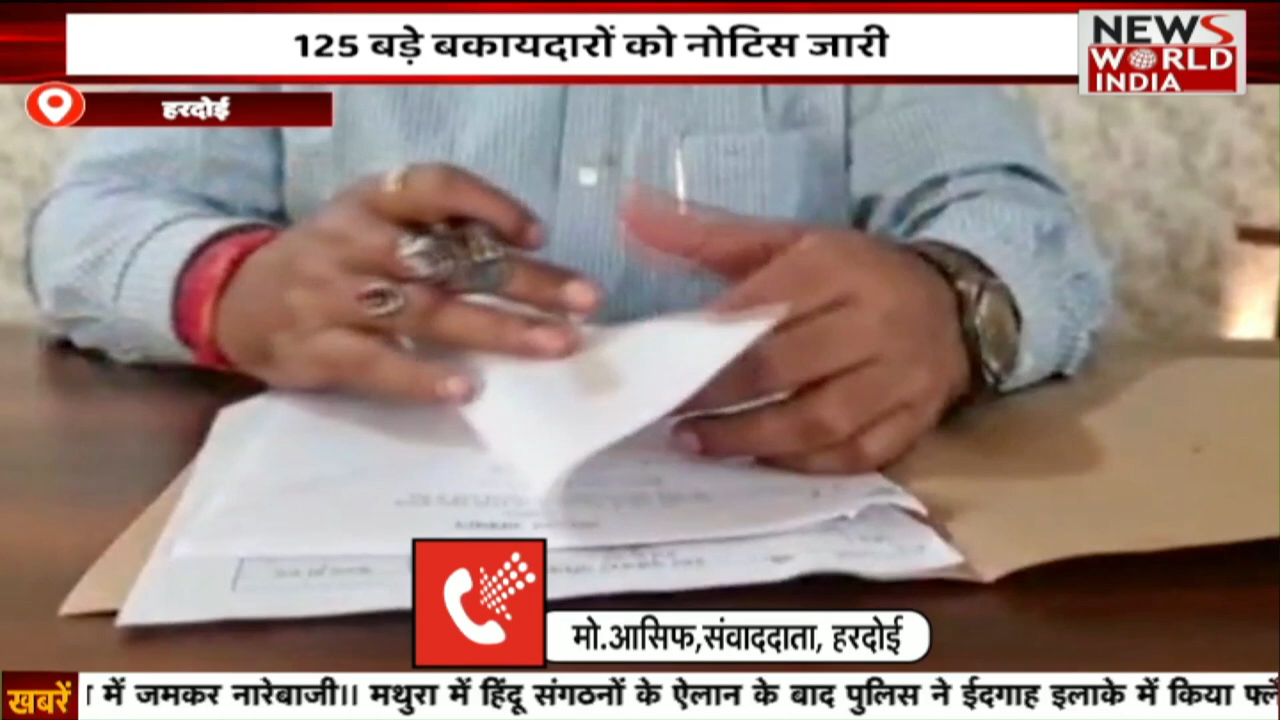 125 बड़े बकायदारों को नोटिस जारी
NEWS
WORLD
INDIA
हरदोई
मो.आसिफ,संवाददाता, हरदोई
खबरें
में जमकर नारेबाजी।। मथुरा में हिंदू संगठनों के ऐलान के बाद पुलिस ने ईदगाह इलाके में किया